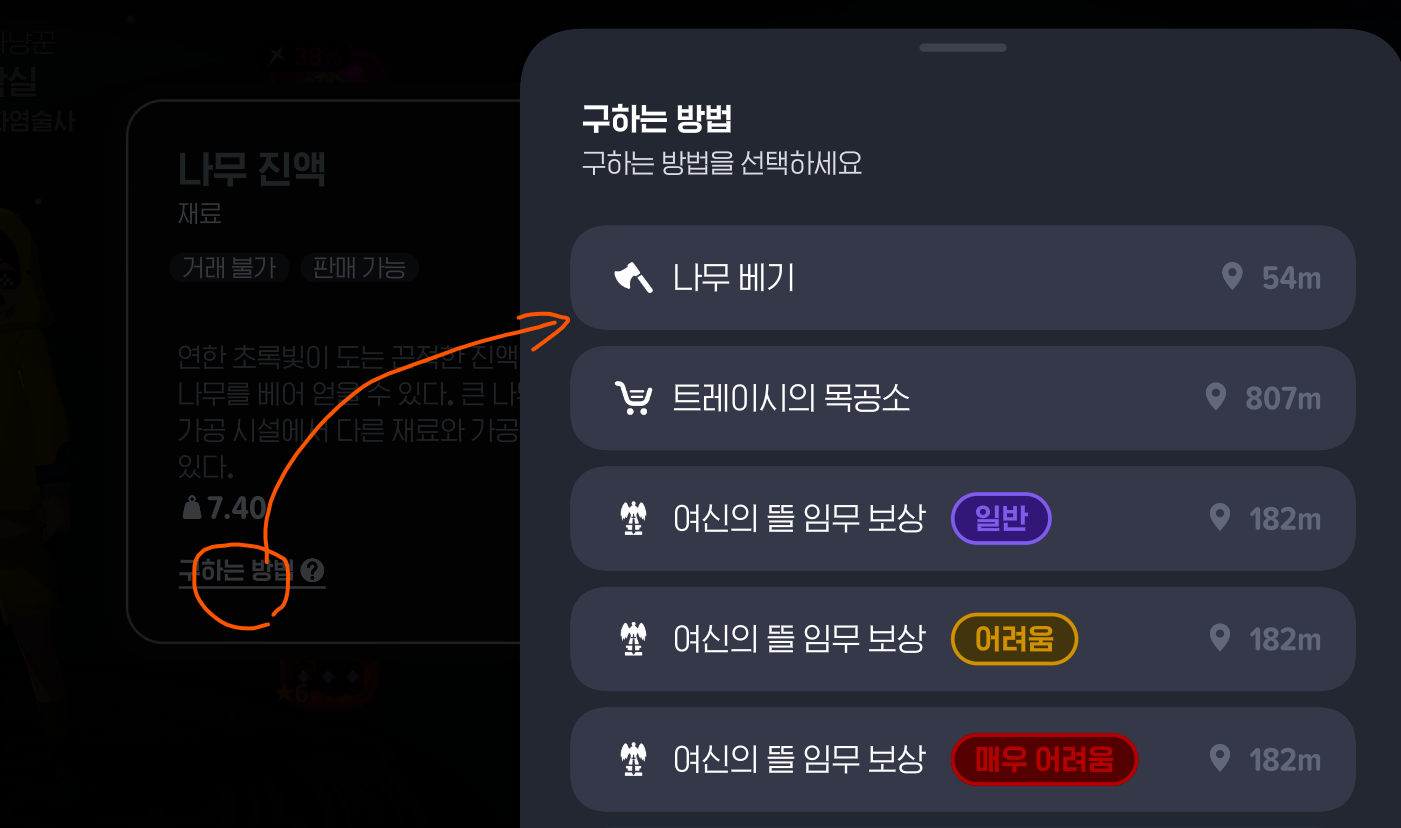 38%
나무 진액
재료
거래 불가 판매 가능
연한 초록빛이 도는 끈적한 진액
나무를 베어 얻을 수 있다. 큰
가공 시설에서 다른 재료와 가공
있다.
7.40
구하는 방법 ?
★6
구하는 방법
구하는 방법을 선택하세요
나무 베기 54m
트레이시의 목공소 807m
여신의 뜰 임무 보상 일반 182m
여신의 뜰 임무 보상 어려움 182m
여신의 뜰 임무 보상 매우 어려움 182m